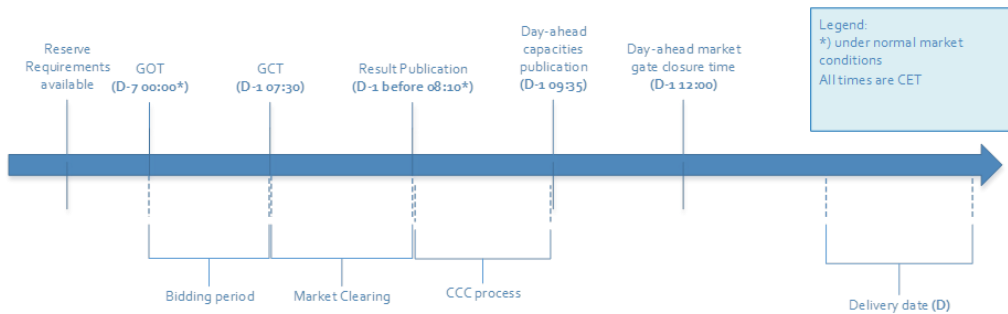 Reserve
Requirements
available
GOT
(D-7 00:00*)
GCT
(D-1 07:30)
Result Publication
(D-1 before 08:10*)
Day-ahead
capacities
publication
(D-1 09:35)
Day-ahead market
gate closure time
(D-1 12:00)
Legend:
*) under normal market
conditions
All times are CET
Bidding period
Market Clearing
CCC process
Delivery date (D)